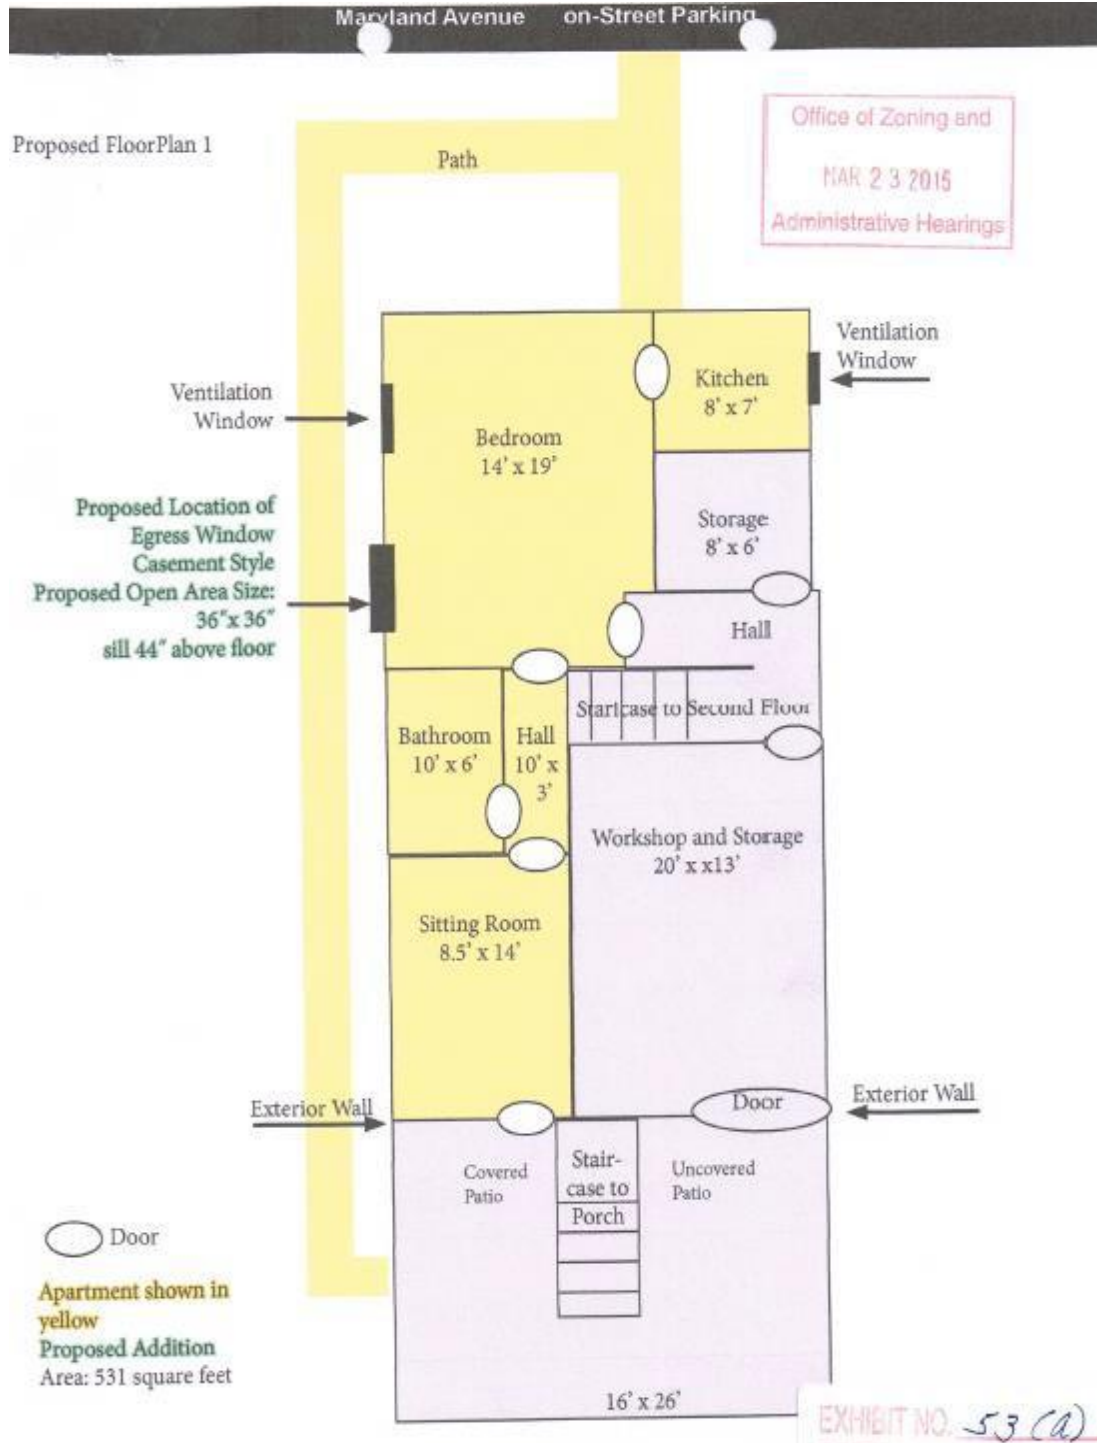 Maryland Avenue on-Street Parking
Proposed FloorPlan 1
Path
Office of Zoning and
MAR 23 2015
Administrative Hearings
Ventilation
Window
Kitchen
8' x 7'
Ventilation
Window
Bedroom
14' x 19'
Proposed Location of
Egress Window
Casement Style
Proposed Open Area Size:
36"x 36"
sill 44" above floor
Storage
8' x 6'
Hall
Startcase to Second Floor
Bathroom
10' x 6'
Hall
10' x
3'
Workshop and Storage
20' x x13'
Sitting Room
8.5' x 14'
Exterior Wall
Door
Exterior Wall
Covered
Patio
Stair-
case to
Porch
Uncovered
Patio
Door
Apartment shown in
yellow
Proposed Addition
Area: 531 square feet
16' x 26'
EXHIBIT NO. 53 (a)